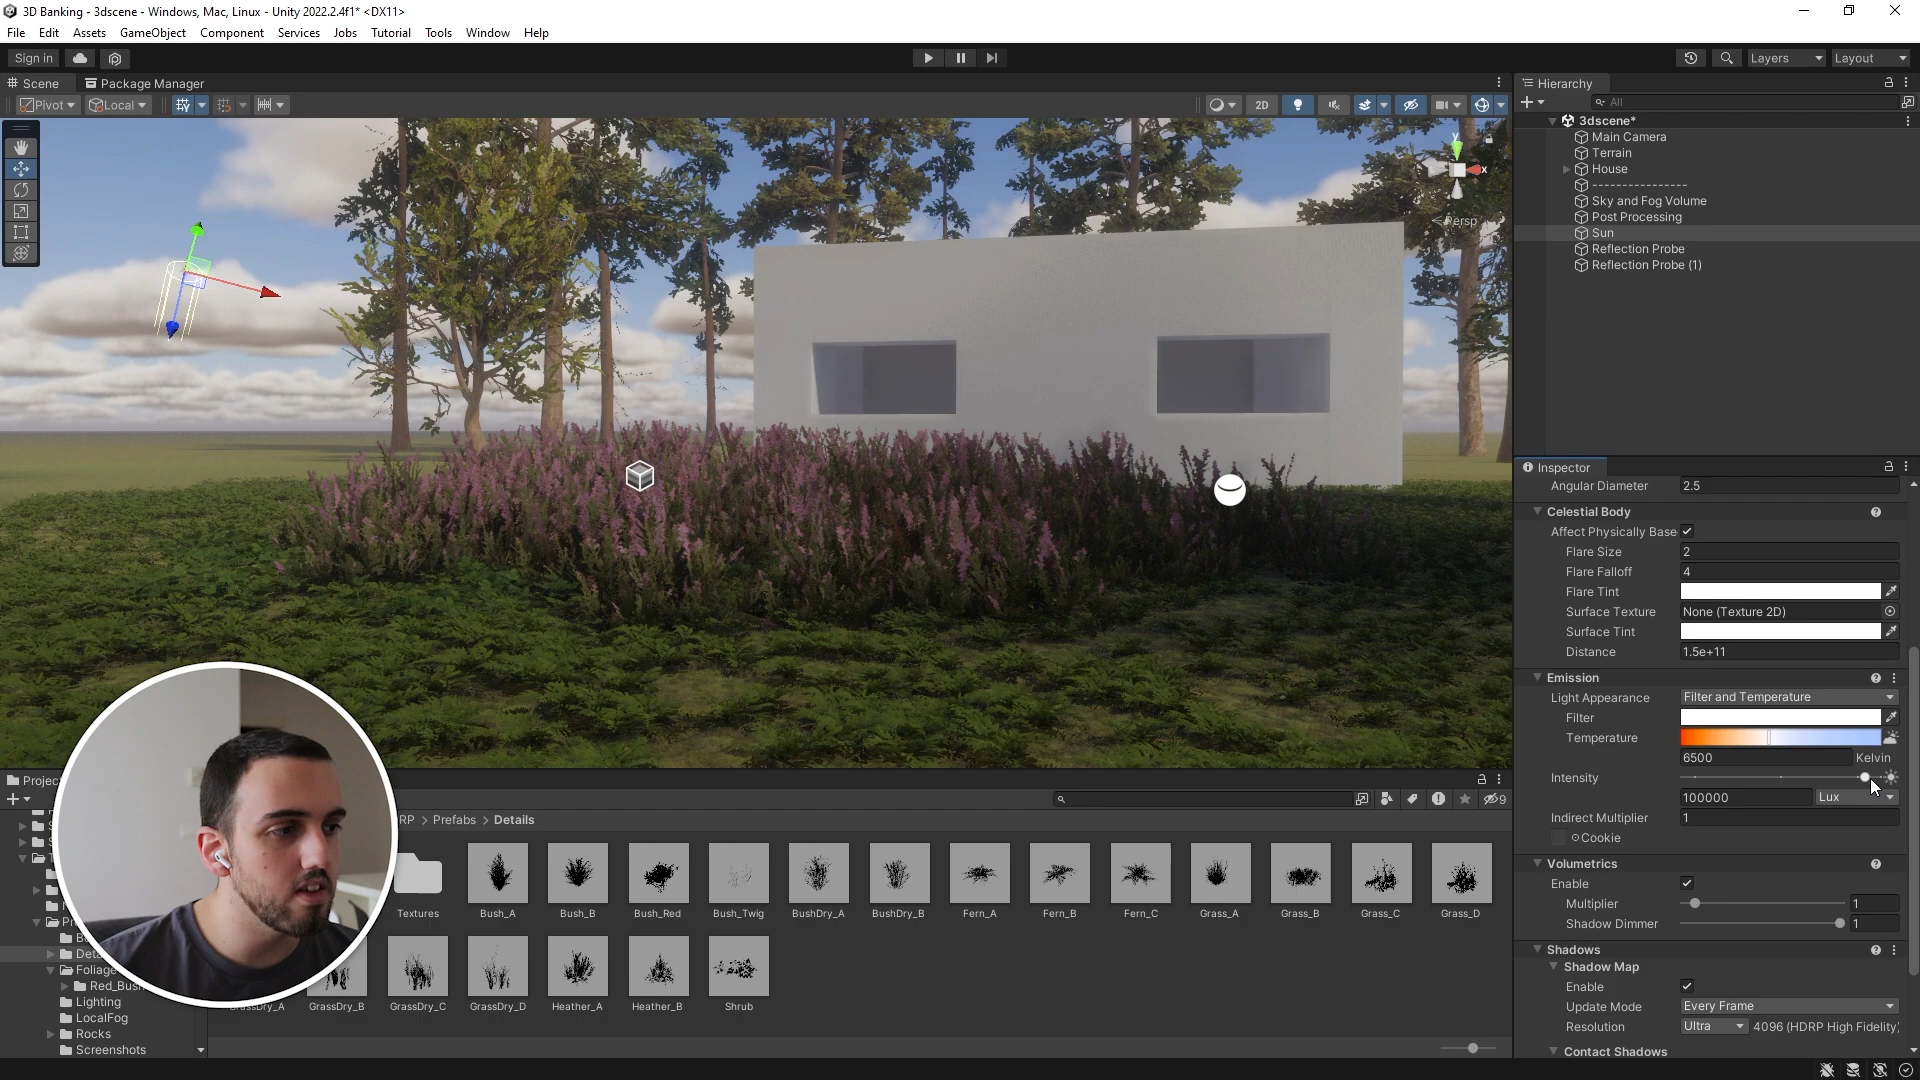 3D Banking - 3dscene - Windows, Mac, Linux - Unity 2022.2.4f1* <DX11>
File Edit Assets GameObject Component Services Jobs Tutorial Tools Window Help
Sign in
Layers
Layout
Scene
Package Manager
Pivot
Local
2D
y
x
Persp
Hierarchy
All
3dscene*
Main Camera
Terrain
House
----------------
Sky and Fog Volume
Post Processing
Sun
Reflection Probe
Reflection Probe (1)
Inspector
Angular Diameter 2.5
Celestial Body
Affect Physically Base
Flare Size 2
Flare Falloff 4
Flare Tint
Surface Texture None (Texture 2D)
Surface Tint
Distance 1.5e+11
Emission
Light Appearance Filter and Temperature
Filter
Temperature
6500 Kelvin
Intensity
100000 Lux
Indirect Multiplier 1
Cookie
Volumetrics
Enable
Multiplier 1
Shadow Dimmer 1
Shadows
Shadow Map
Enable
Update Mode Every Frame
Resolution Ultra 4096 (HDRP High Fidelity)
Contact Shadows
Projec
9
RP > Prefabs > Details
Textures Bush_A Bush_B Bush_Red Bush_Twig BushDry_A BushDry_B Fern_A Fern_B Fern_C Grass_A Grass_B Grass_C Grass_D
GrassDry_A GrassDry_B GrassDry_C GrassDry_D Heather_A Heather_B Shrub
Deta
Foliage
Red_Bush
Lighting
LocalFog
Rocks
Screenshots